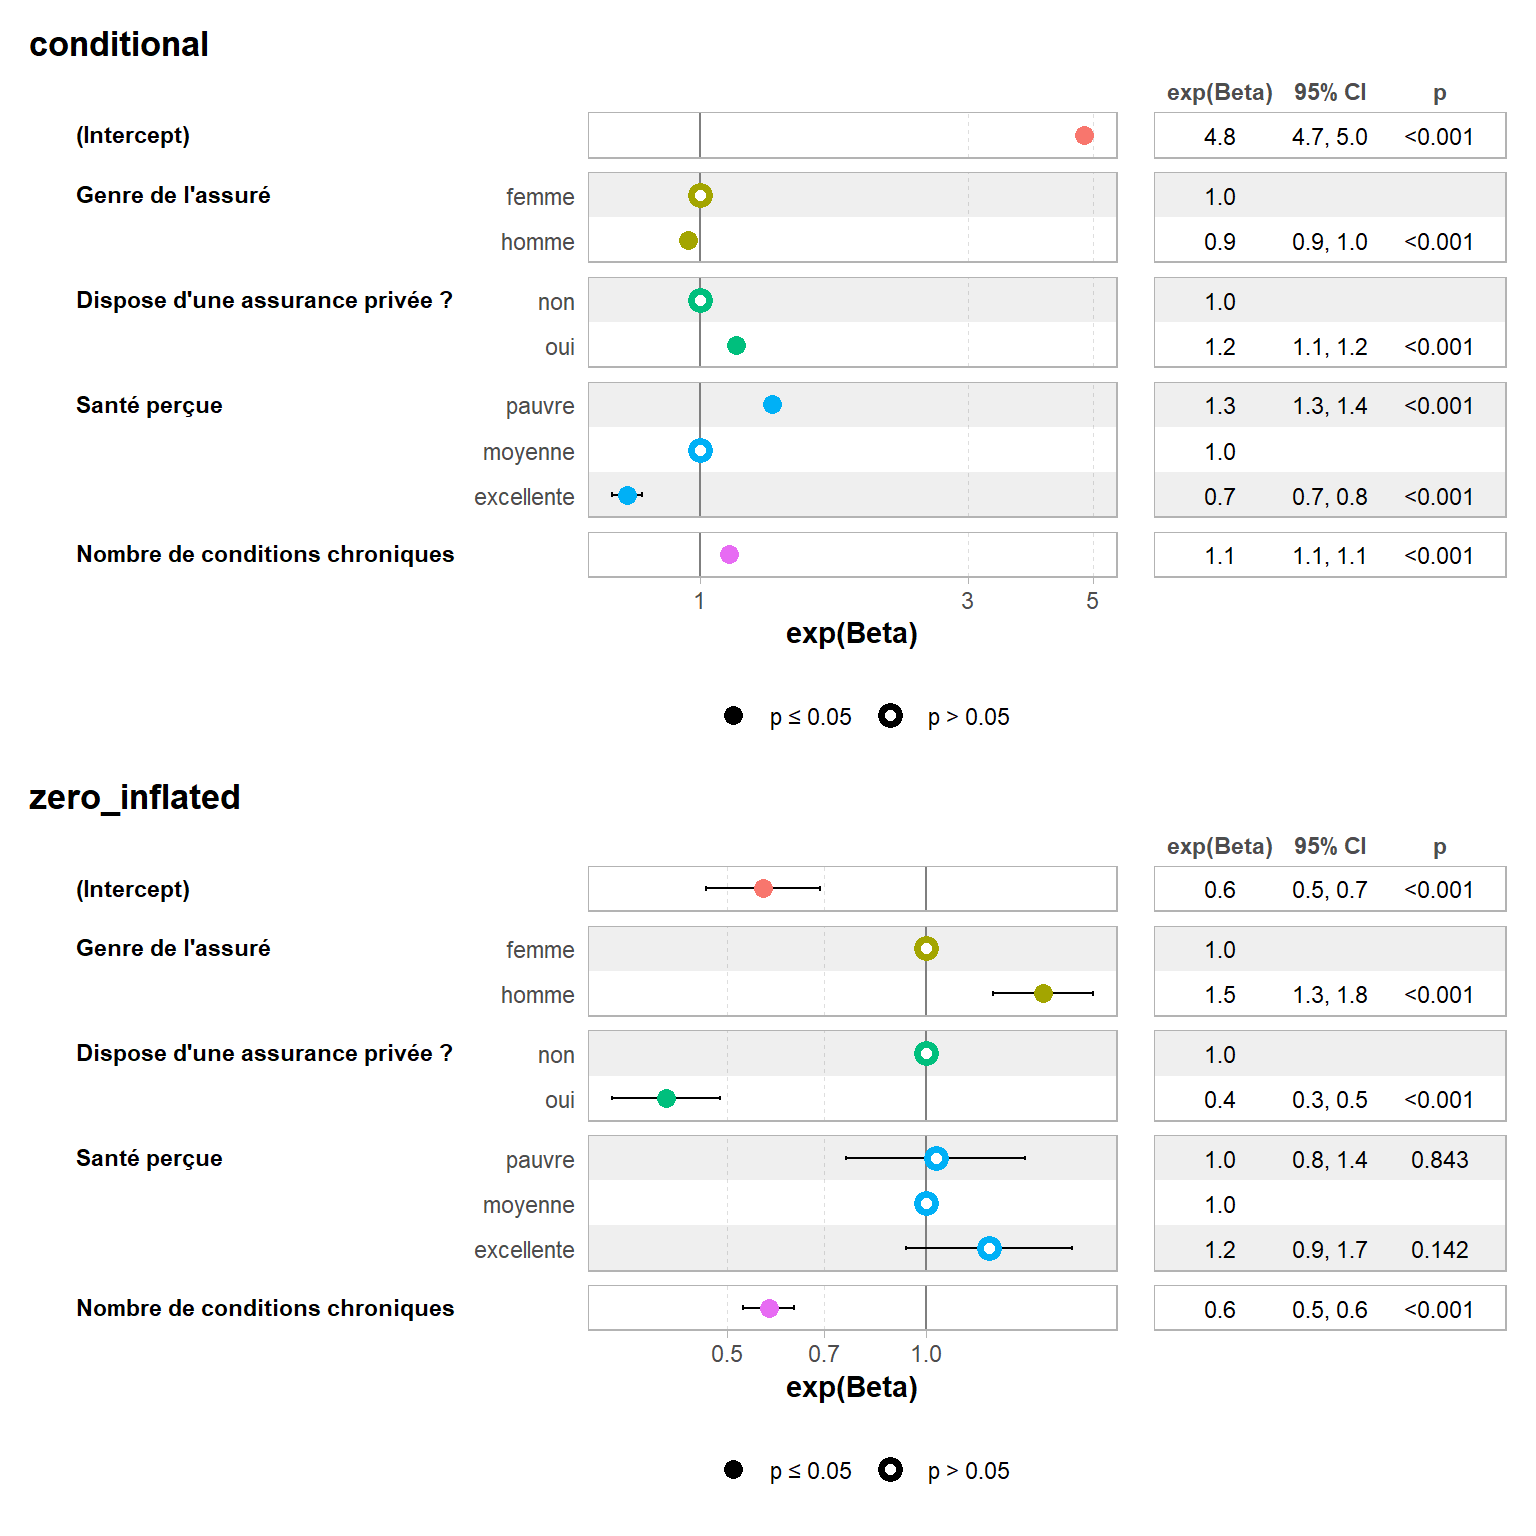 conditional
exp(Beta) 95% CI p
(Intercept) 4.8 4.7, 5.0 <0.001
Genre de l'assuré femme 1.0
homme 0.9 0.9, 1.0 <0.001
Dispose d'une assurance privée ? non 1.0
oui 1.2 1.1, 1.2 <0.001
Santé perçue pauvre 1.3 1.3, 1.4 <0.001
moyenne 1.0
excellente 0.7 0.7, 0.8 <0.001
Nombre de conditions chroniques 1.1 1.1, 1.1 <0.001
1 3 5
exp(Beta)
p ≤ 0.05 p > 0.05
zero_inflated
exp(Beta) 95% CI p
(Intercept) 0.6 0.5, 0.7 <0.001
Genre de l'assuré femme 1.0
homme 1.5 1.3, 1.8 <0.001
Dispose d'une assurance privée ? non 1.0
oui 0.4 0.3, 0.5 <0.001
Santé perçue pauvre 1.0 0.8, 1.4 0.843
moyenne 1.0
excellente 1.2 0.9, 1.7 0.142
Nombre de conditions chroniques 0.6 0.5, 0.6 <0.001
0.5 0.7 1.0
exp(Beta)
p ≤ 0.05 p > 0.05